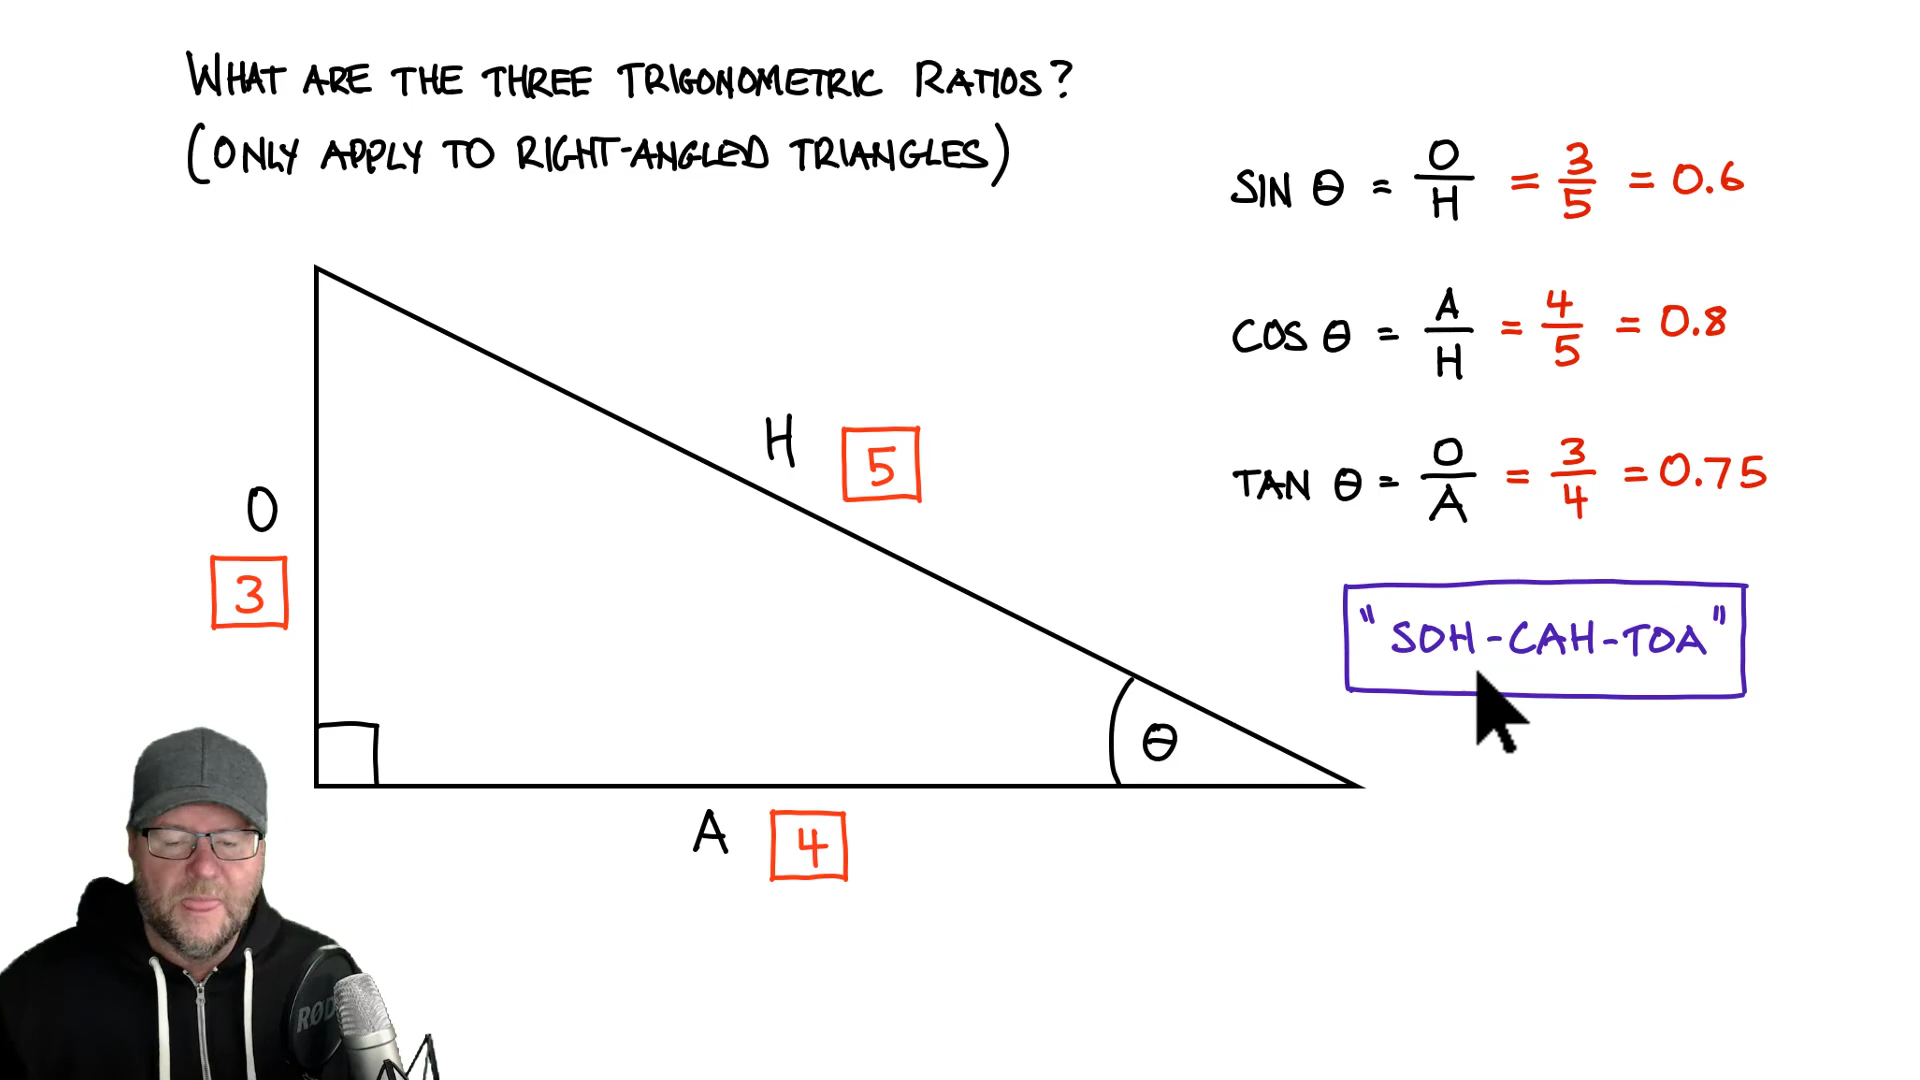 WHAT ARE THE THREE TRIGONOMETRIC RATIOS?
(ONLY APPLY TO RIGHT-ANGLED TRIANGLES)
SIN θ = O/H = 3/5 = 0.6
COS θ = A/H = 4/5 = 0.8
TAN θ = O/A = 3/4 = 0.75
"SOH-CAH-TOA"
H 5
O
3
θ
A 4
RØD